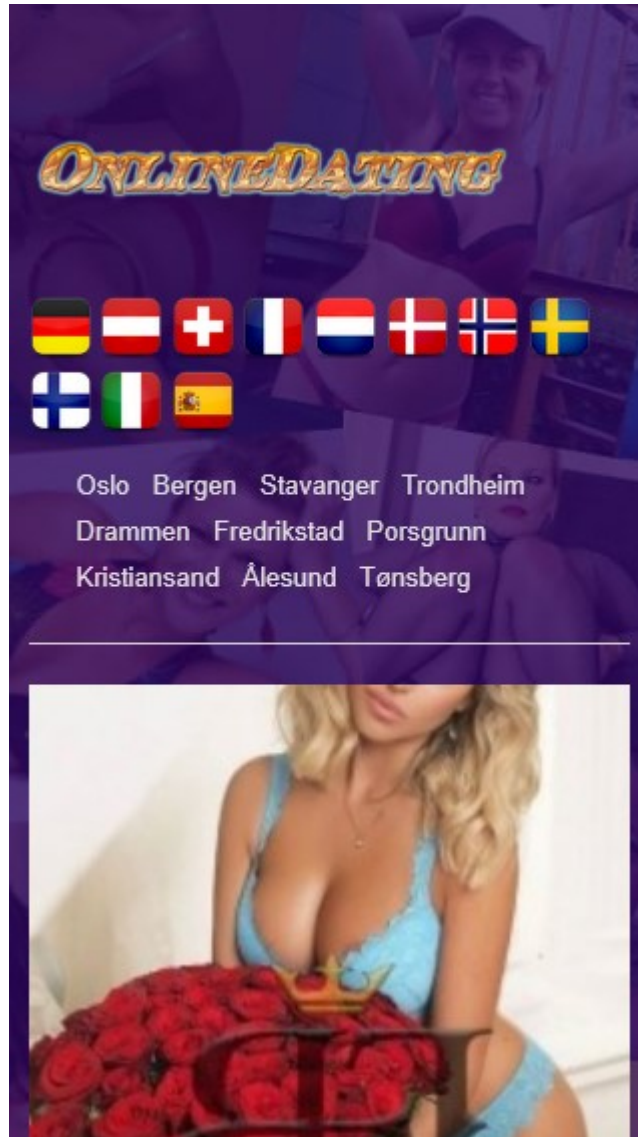 OnlineDating
Oslo Bergen Stavanger Trondheim
Drammen Fredrikstad Porsgrunn
Kristiansand Ålesund Tønsberg